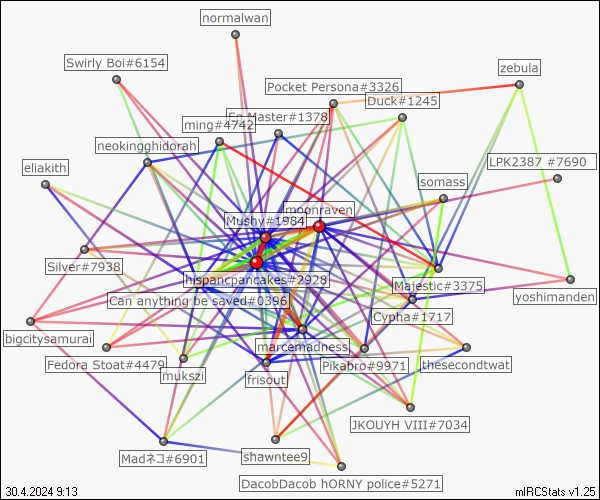 normalwan
Swirly Boi#6154
zebula
Pocket Persona#3326
Duck#1245
Eg Master#1378
ming#4742
neokingghidorah
LPK2387 #7690
eliakith
somass
moonraven
Mushy#1984
Silver#7938
hispancpancakes#2928
Majestic#3375
yoshimanden
Can anything be saved#0396
Cypha#1717
bigcitysamurai
marcemadness
Fedora Stoat#4479
Pikabro#9971
thesecondtwat
mukszi
frisout
JKOUYH VIII#7034
Madネコ#6901
shawntee9
DacobDacob hORNY police#5271
30.4.2024 9:13
mIRCStats v1.25